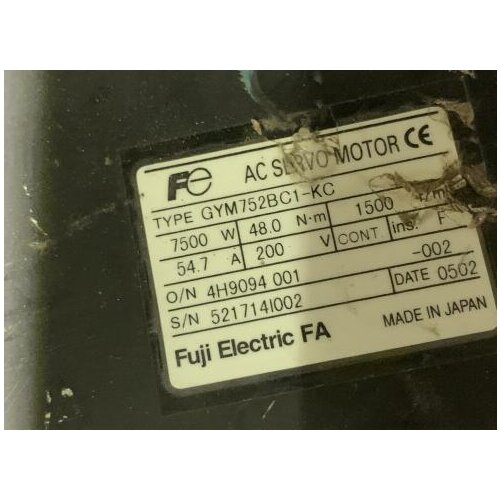 Fe AC SERVO MOTOR CE
TYPE GYM752BC1-KC
7500 W 48.0 N·m 1500
54.7 A 200 V CONT ins. F
O/N 4H9094 001 -002
S/N 521714I002 DATE 0502
Fuji Electric FA MADE IN JAPAN